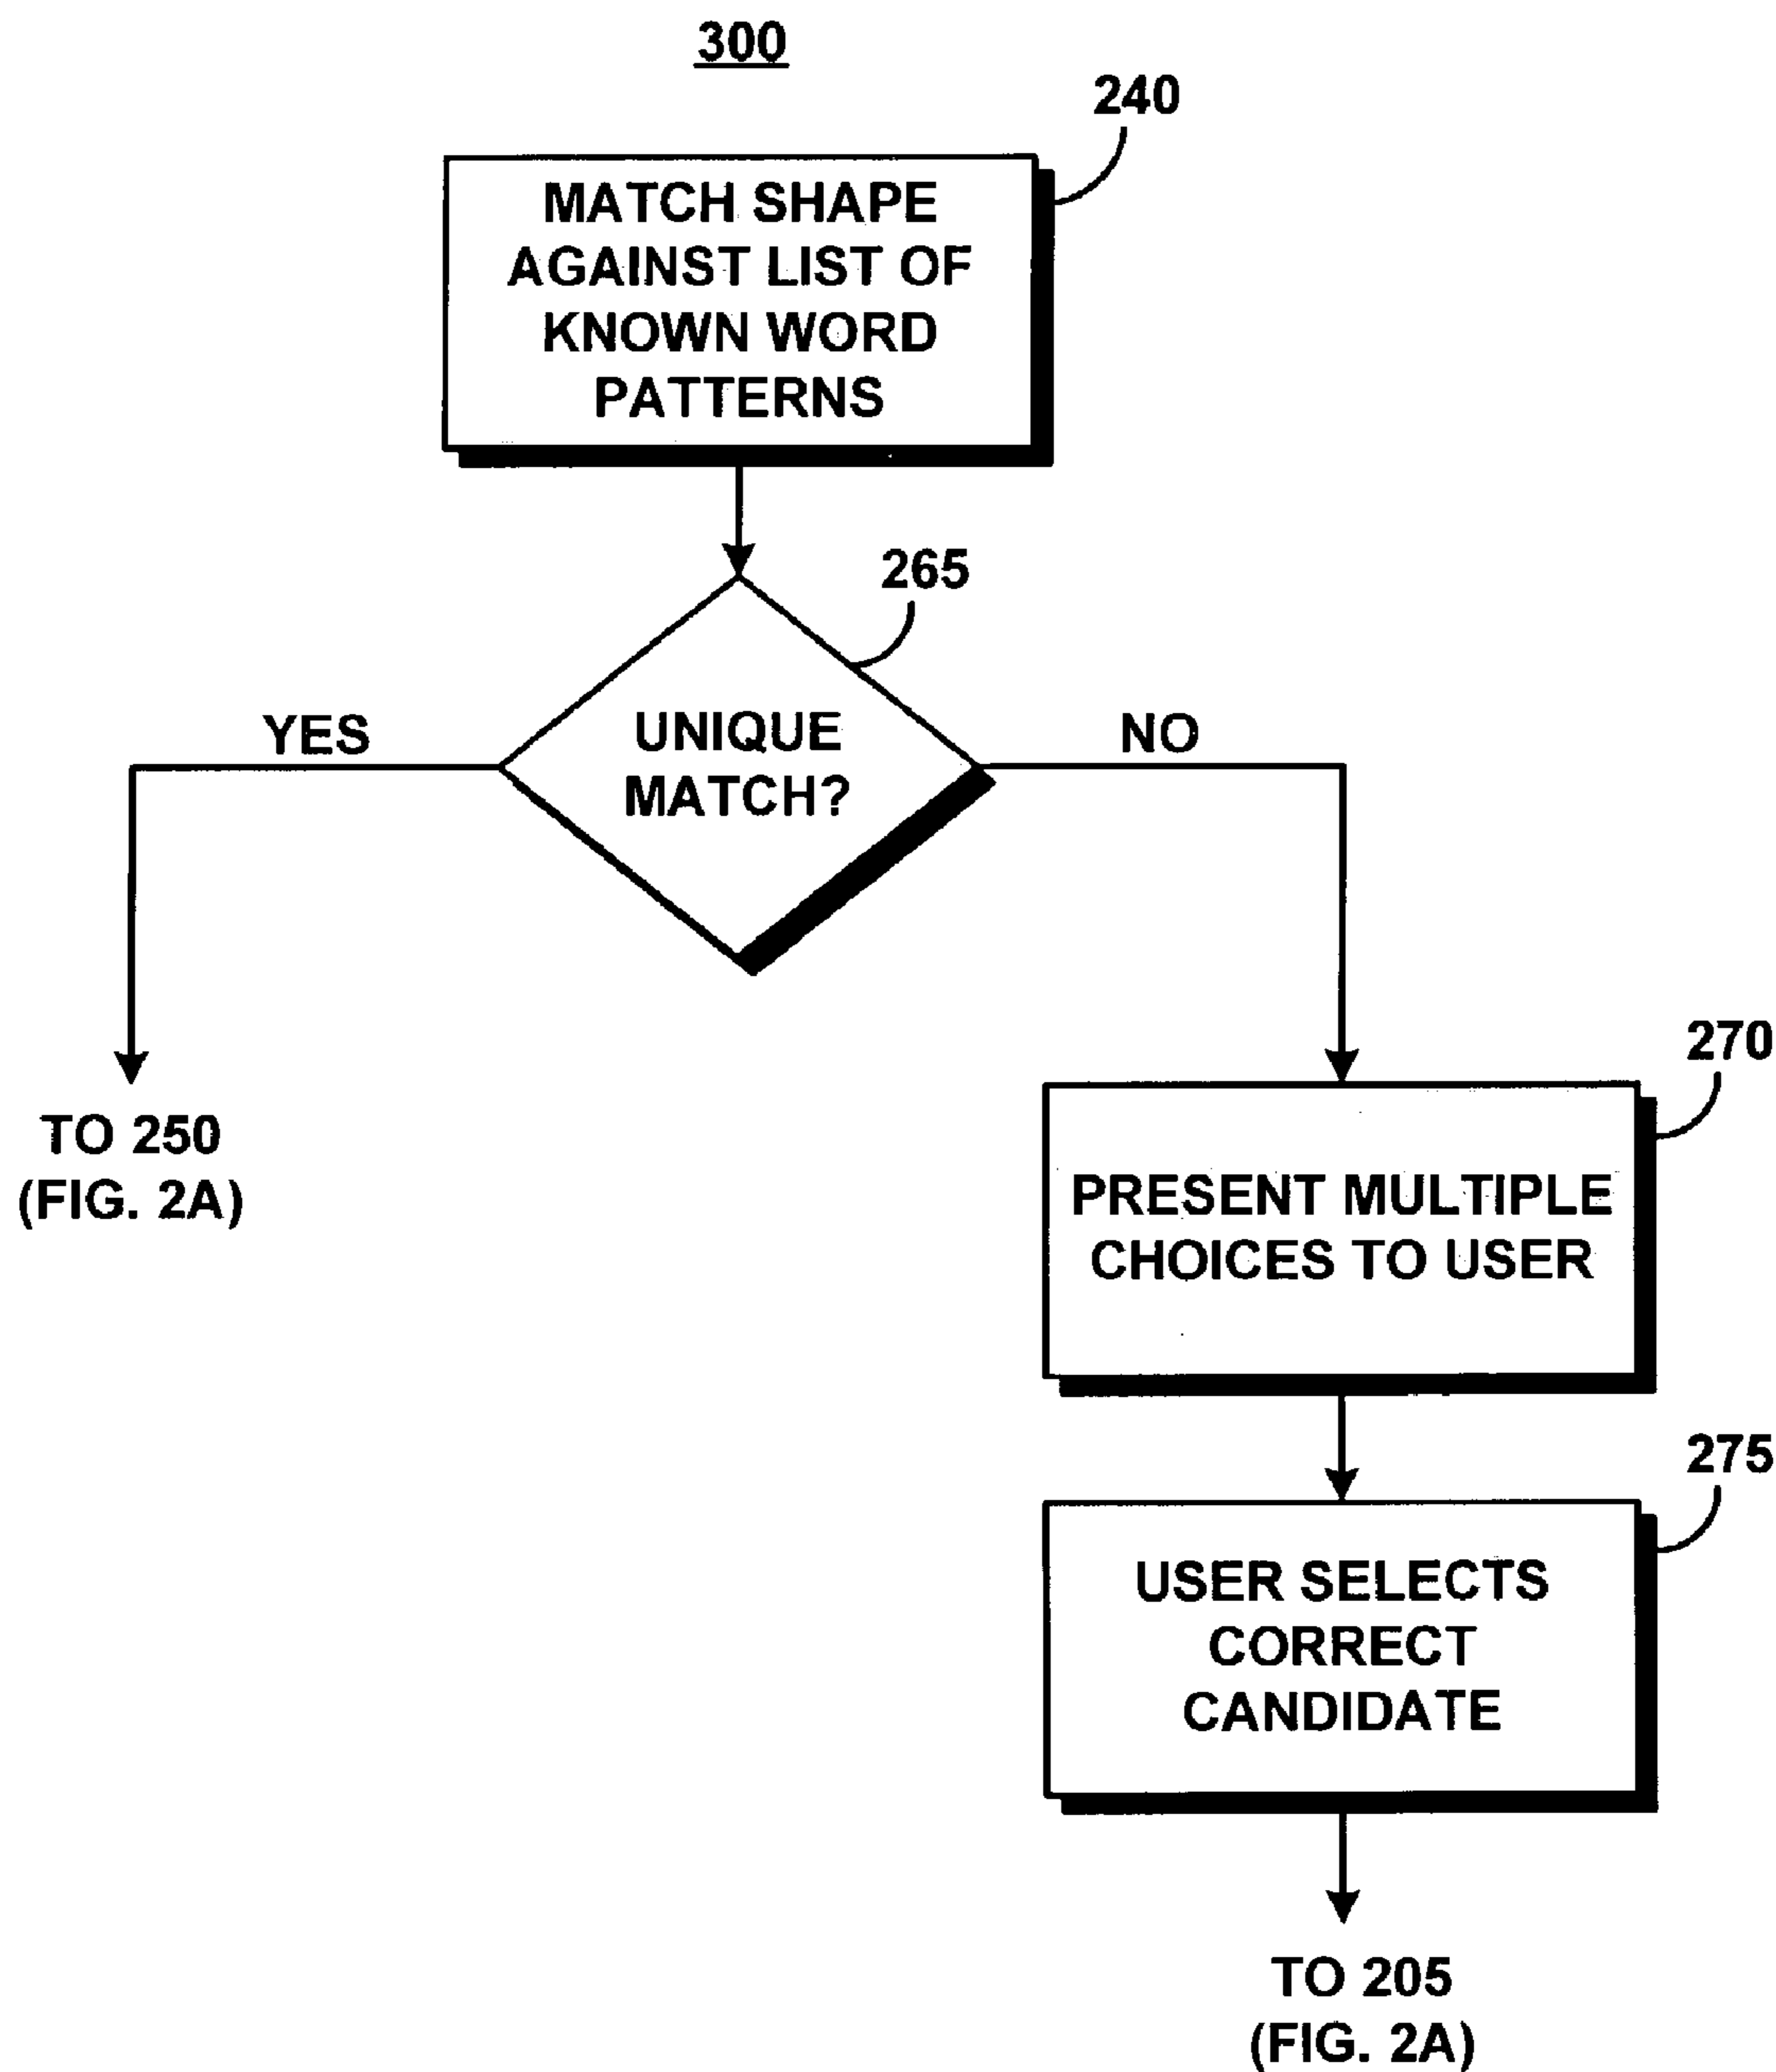 300
240
MATCH SHAPE
AGAINST LIST OF
KNOWN WORD
PATTERNS
265
YES
UNIQUE
MATCH?
NO
270
TO 250
(FIG. 2A)
PRESENT MULTIPLE
CHOICES TO USER
275
USER SELECTS
CORRECT
CANDIDATE
TO 205
(FIG. 2A)